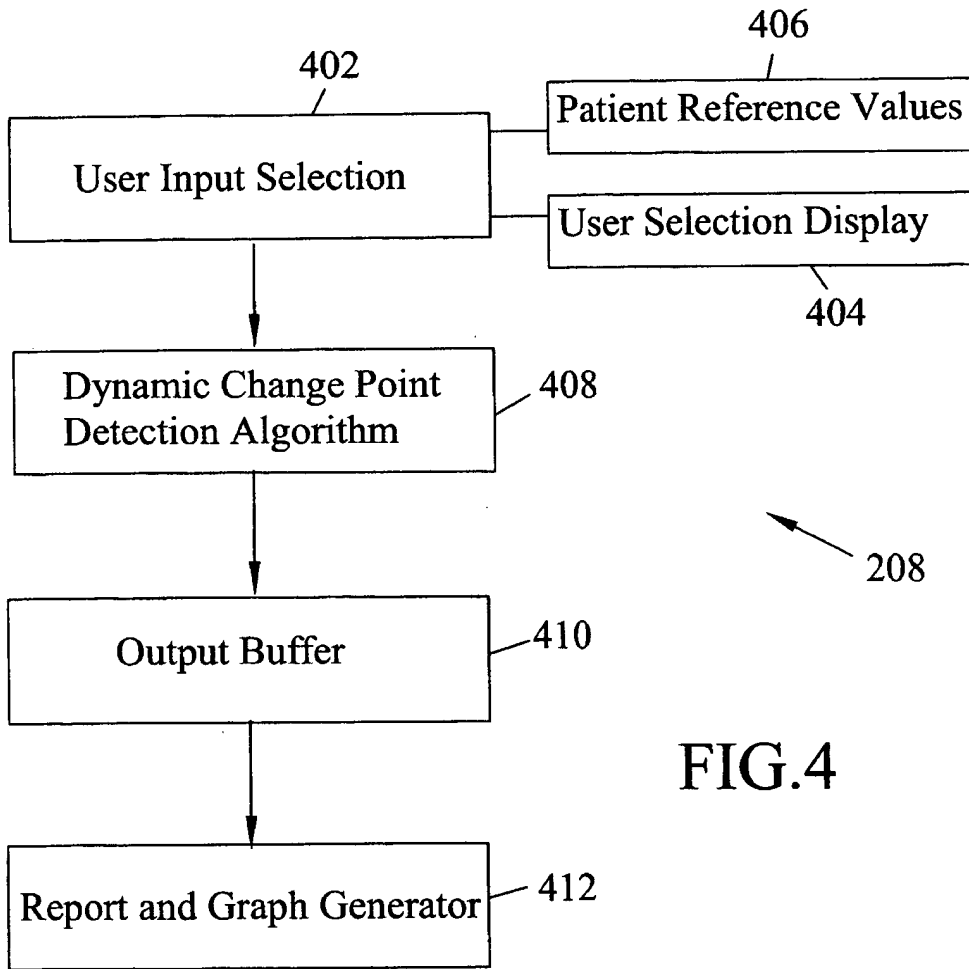 406
402
Patient Reference Values
User Input Selection
User Selection Display
404
Dynamic Change Point
Detection Algorithm
408
208
Output Buffer
410
FIG.4
Report and Graph Generator
412